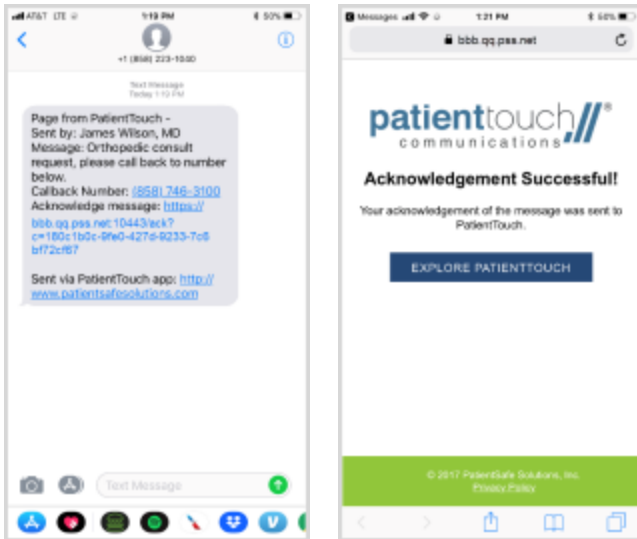 AT&T LTE
1:19 PM
50%
+1 (858) 223-1040
Text Message
Today 1:19 PM
Page from PatientTouch -
Sent by: James Wilson, MD
Message: Orthopedic consult
request, please call back to number
below.
Callback Number: (858) 746-3100
Acknowledge message: https://
bbb.qq.pss.net:10443/ack?
c=160c1b0c-9fe0-427d-9233-7c6
bf72cf67
Sent via PatientTouch app: http://
www.patientsafesolutions.com
Text Message
Messages
1:21 PM
50%
bbb.qq.pss.net
patienttouch®
communications
Acknowledgement Successful!
Your acknowledgement of the message was sent to
PatientTouch.
EXPLORE PATIENTTOUCH
© 2017 PatientSafe Solutions, Inc.
Privacy Policy